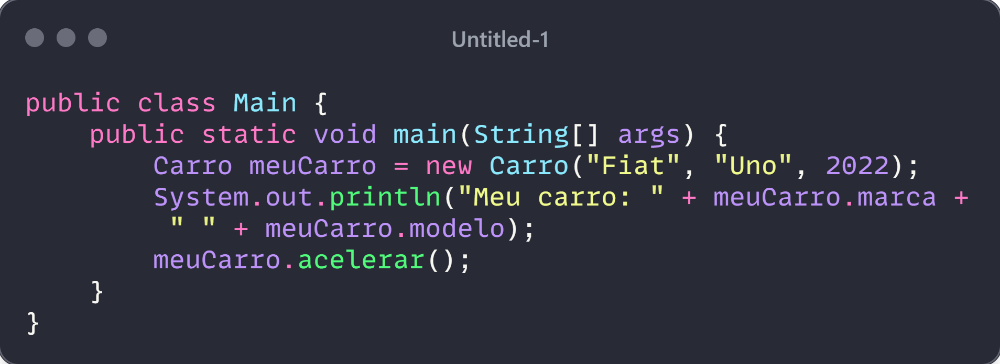 Untitled-1
public class Main {
    public static void main(String[] args) {
        Carro meuCarro = new Carro("Fiat", "Uno", 2022);
        System.out.println("Meu carro: " + meuCarro.marca +
         " " + meuCarro.modelo);
        meuCarro.acelerar();
    }
}